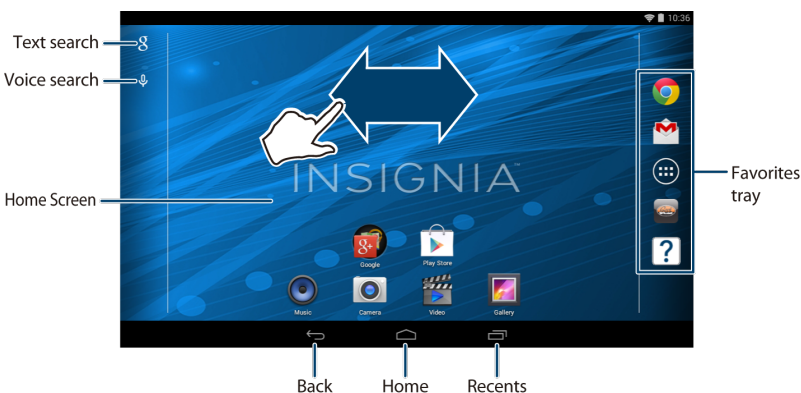 10:36
Text search
g
Voice search
INSIGNIA™
Home Screen
Favorites
tray
g+
?
Google
Play Store
Music
Camera
Video
Gallery
Back
Home
Recents